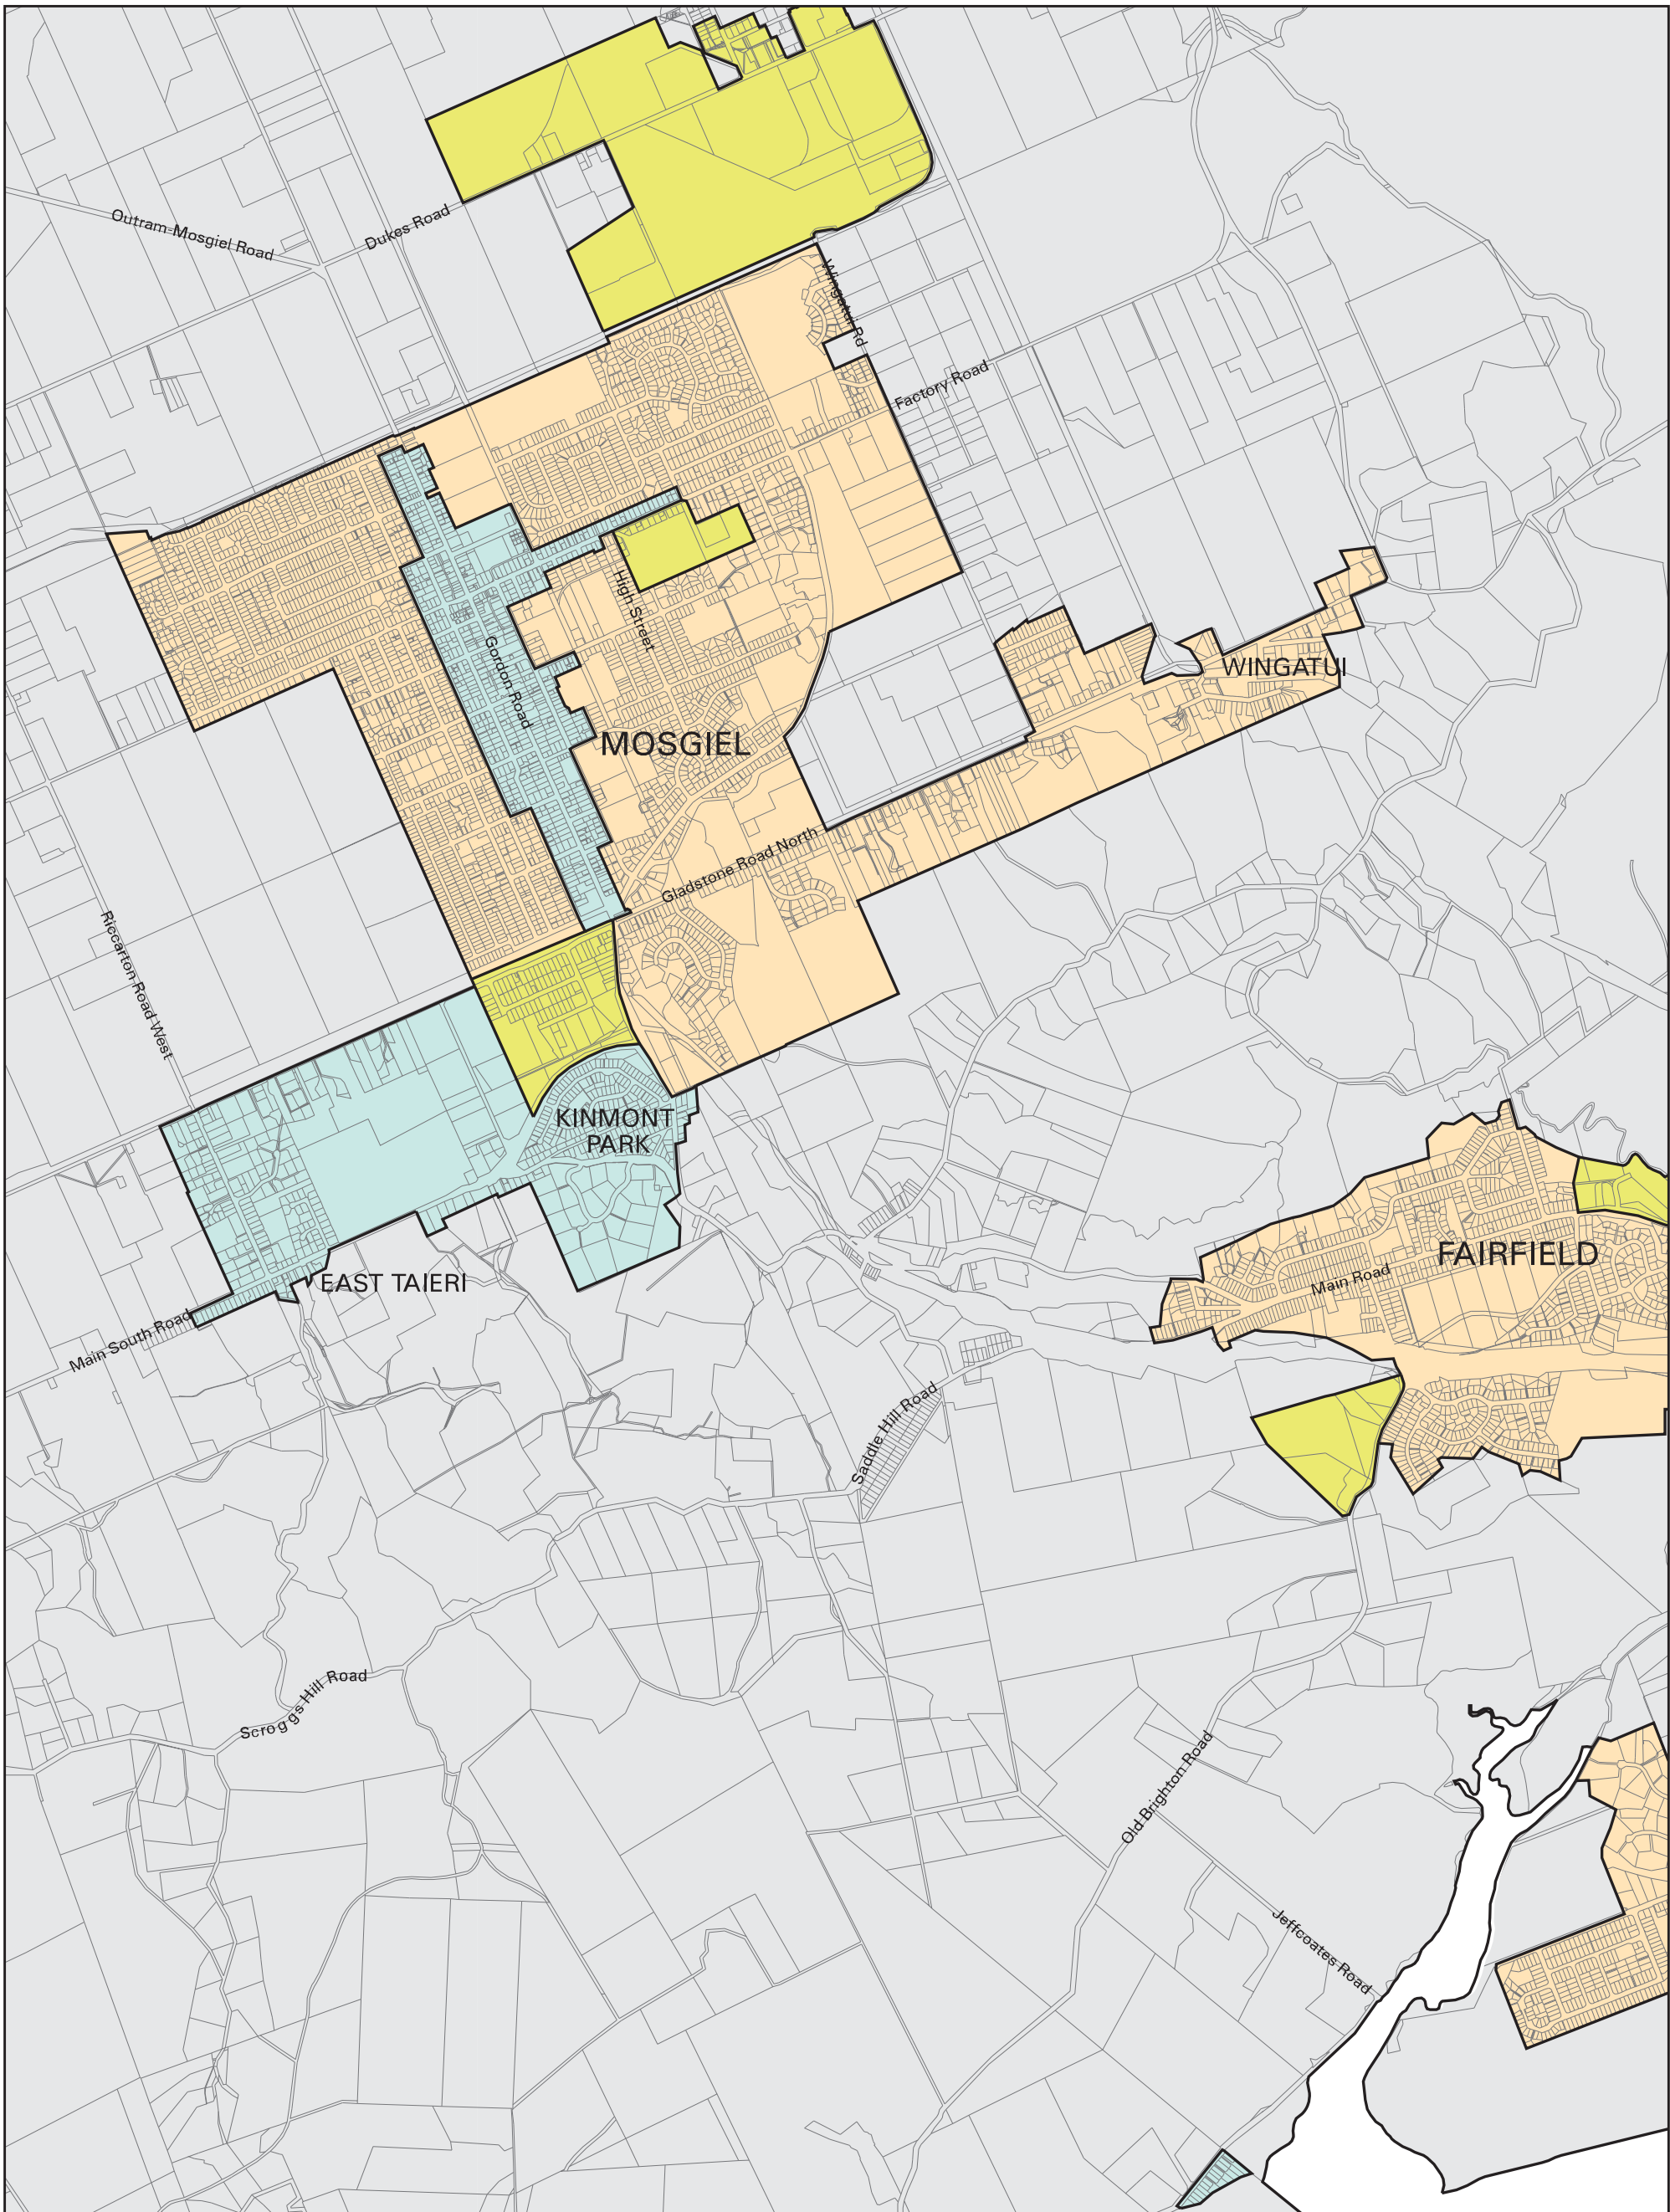 Outram-Mosgiel Road
Dukes Road
Wingatui Rd
Factory Road
High Street
Gordon Road
WINGATUI
MOSGIEL
Gladstone Road North
Riccarton Road West
KINMONT
PARK
FAIRFIELD
Main Road
EAST TAIERI
Main South Road
Saddle Hill Road
Scroggs Hill Road
Old Brighton Road
Jeffcoates Road